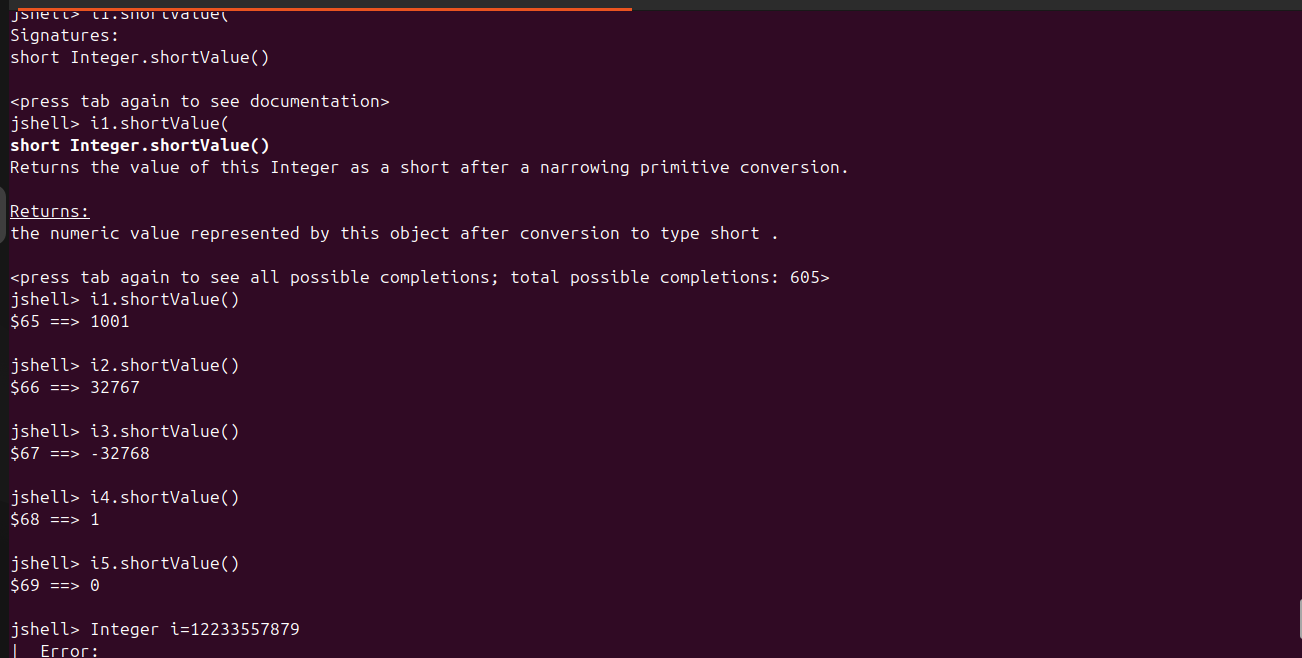 jshell> i1.shortValue(
Signatures:
short Integer.shortValue()
<press tab again to see documentation>
jshell> i1.shortValue(
short Integer.shortValue()
Returns the value of this Integer as a short after a narrowing primitive conversion.
Returns:
the numeric value represented by this object after conversion to type short .
<press tab again to see all possible completions; total possible completions: 605>
jshell> i1.shortValue()
$65 ==> 1001
jshell> i2.shortValue()
$66 ==> 32767
jshell> i3.shortValue()
$67 ==> -32768
jshell> i4.shortValue()
$68 ==> 1
jshell> i5.shortValue()
$69 ==> 0
jshell> Integer i=12233557879
|  Error: